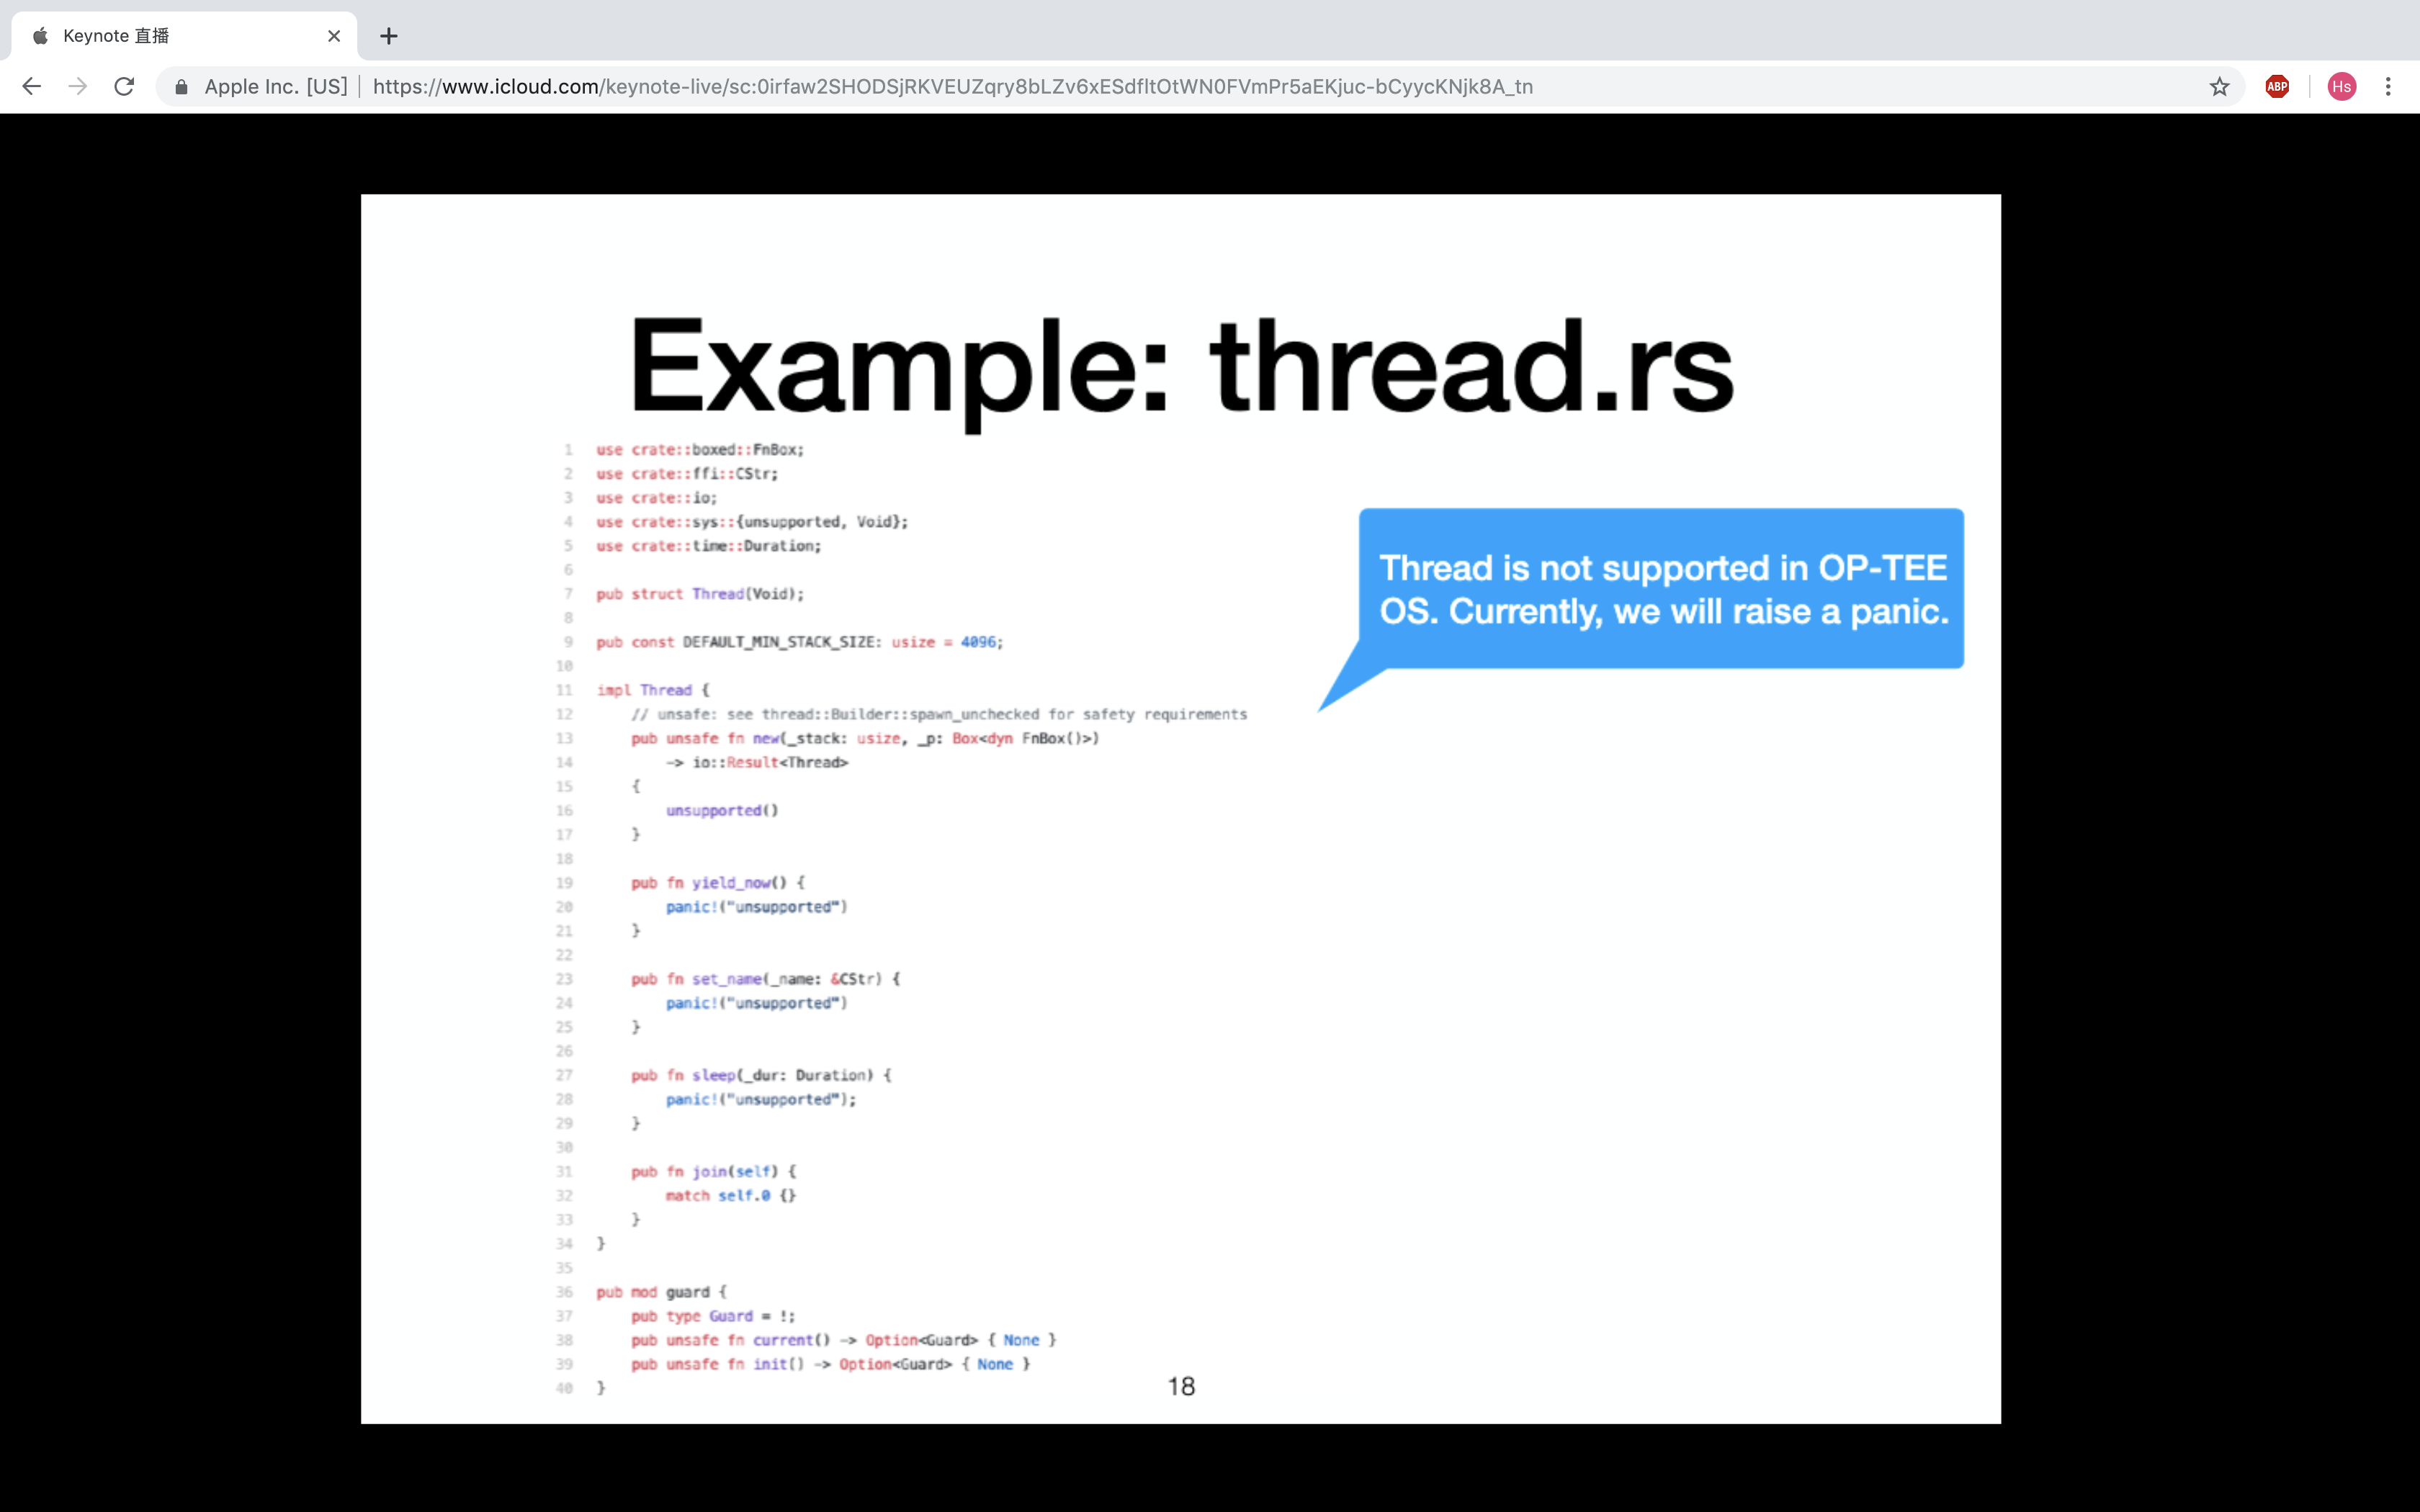 Keynote 直播
Apple Inc. [US] https://www.icloud.com/keynote-live/sc:0irfaw2SHODSjRKVEUZqry8bLZv6xESdfItOtWN0FVmPr5aEKjuc-bCyycKNjk8A_tn
ABP
Hs
Example: thread.rs
Thread is not supported in OP-TEE
OS. Currently, we will raise a panic.
1 use crate::boxed::FnBox;
2 use crate::ffi::CStr;
3 use crate::io;
4 use crate::sys::{unsupported, Void};
5 use crate::time::Duration;
6
7 pub struct Thread(Void);
8
9 pub const DEFAULT_MIN_STACK_SIZE: usize = 4096;
10
11 impl Thread {
12 // unsafe: see thread::Builder::spawn_unchecked for safety requirements
13 pub unsafe fn new(_stack: usize, _p: Box<dyn FnBox()>)
14 -> io::Result<Thread>
15 {
16 unsupported()
17 }
18
19 pub fn yield_now() {
20 panic!("unsupported")
21 }
22
23 pub fn set_name(_name: &CStr) {
24 panic!("unsupported")
25 }
26
27 pub fn sleep(_dur: Duration) {
28 panic!("unsupported");
29 }
30
31 pub fn join(self) {
32 match self.0 {}
33 }
34 }
35
36 pub mod guard {
37 pub type Guard = !;
38 pub unsafe fn current() -> Option<Guard> { None }
39 pub unsafe fn init() -> Option<Guard> { None }
40 }
18